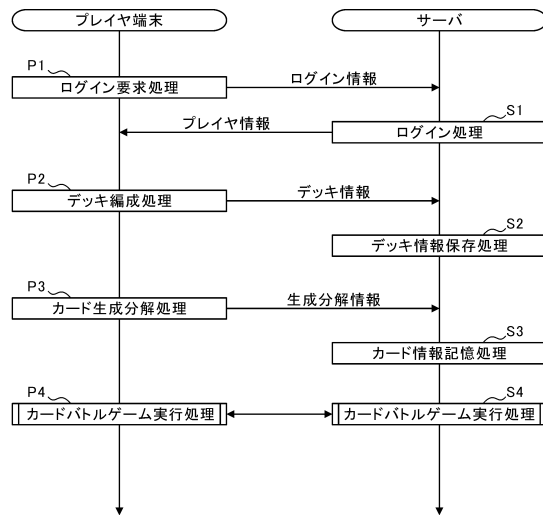 プレイヤ端末
サーバ
P1
ログイン要求処理
ログイン情報
S1
プレイヤ情報
ログイン処理
P2
デッキ編成処理
デッキ情報
S2
デッキ情報保存処理
P3
カード生成分解処理
生成分解情報
S3
カード情報記憶処理
P4
カードバトルゲーム実行処理
S4
カードバトルゲーム実行処理